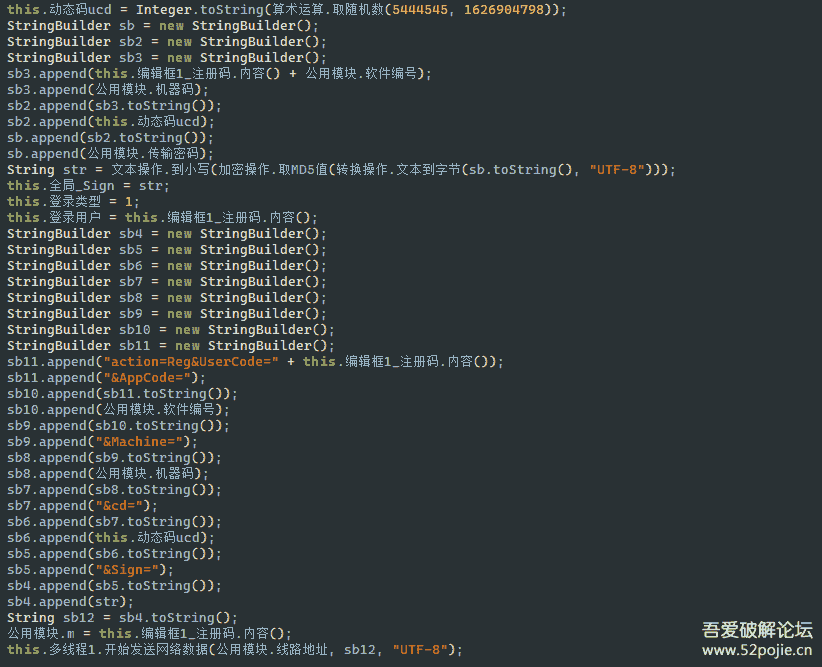 this.动态码ucd = Integer.toString(算术运算.取随机数(5444545, 1626904798));
StringBuilder sb = new StringBuilder();
StringBuilder sb2 = new StringBuilder();
StringBuilder sb3 = new StringBuilder();
sb3.append(this.编辑框1_注册码.内容() + 公用模块.软件编号);
sb3.append(公用模块.机器码);
sb2.append(sb3.toString());
sb2.append(this.动态码ucd);
sb.append(sb2.toString());
sb.append(公用模块.传输密码);
String str = 文本操作.到小写(加密操作.取MD5值(转换操作.文本到字节(sb.toString(), "UTF-8")));
this.全局_Sign = str;
this.登录类型 = 1;
this.登录用户 = this.编辑框1_注册码.内容();
StringBuilder sb4 = new StringBuilder();
StringBuilder sb5 = new StringBuilder();
StringBuilder sb6 = new StringBuilder();
StringBuilder sb7 = new StringBuilder();
StringBuilder sb8 = new StringBuilder();
StringBuilder sb9 = new StringBuilder();
StringBuilder sb10 = new StringBuilder();
StringBuilder sb11 = new StringBuilder();
sb11.append("action=Reg&UserCode=" + this.编辑框1_注册码.内容());
sb11.append("&AppCode=");
sb10.append(sb11.toString());
sb10.append(公用模块.软件编号);
sb9.append(sb10.toString());
sb9.append("&Machine=");
sb8.append(sb9.toString());
sb8.append(公用模块.机器码);
sb7.append(sb8.toString());
sb7.append("&cd=");
sb6.append(sb7.toString());
sb6.append(this.动态码ucd);
sb5.append(sb6.toString());
sb5.append("&Sign=");
sb4.append(sb5.toString());
sb4.append(str);
String sb12 = sb4.toString();
公用模块.m = this.编辑框1_注册码.内容();
this.多线程1.开始发送网络数据(公用模块.线路地址, sb12, "UTF-8");
吾爱破解论坛
www.52pojie.cn